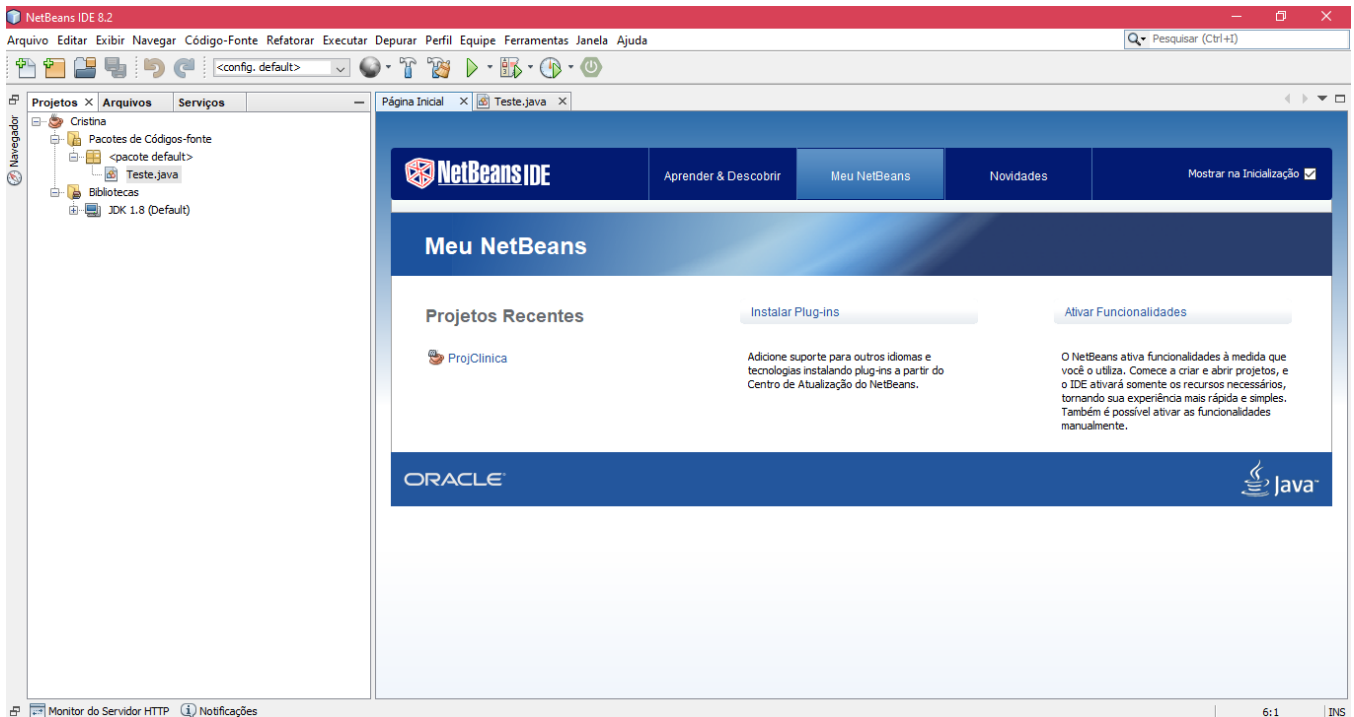 NetBeans IDE 8.2
Arquivo Editar Exibir Navegar Código-Fonte Refatorar Executar Depurar Perfil Equipe Ferramentas Janela Ajuda
Pesquisar (Ctrl+I)
<config. default>
Projetos Arquivos Serviços
Navegador
Cristina
Pacotes de Códigos-fonte
<pacote default>
Teste.java
Bibliotecas
JDK 1.8 (Default)
Página Inicial Teste.java
NetBeans IDE
Aprender & Descobrir
Meu NetBeans
Novidades
Mostrar na Inicialização
Meu NetBeans
Projetos Recentes
ProjClinica
Instalar Plug-ins
Adicione suporte para outros idiomas e
tecnologias instalando plug-ins a partir do
Centro de Atualização do NetBeans.
Ativar Funcionalidades
O NetBeans ativa funcionalidades à medida que
você o utiliza. Comece a criar e abrir projetos, e
o IDE ativará somente os recursos necessários,
tornando sua experiência mais rápida e simples.
Também é possível ativar as funcionalidades
manualmente.
ORACLE
Java
Monitor do Servidor HTTP Notificações
6:1 INS